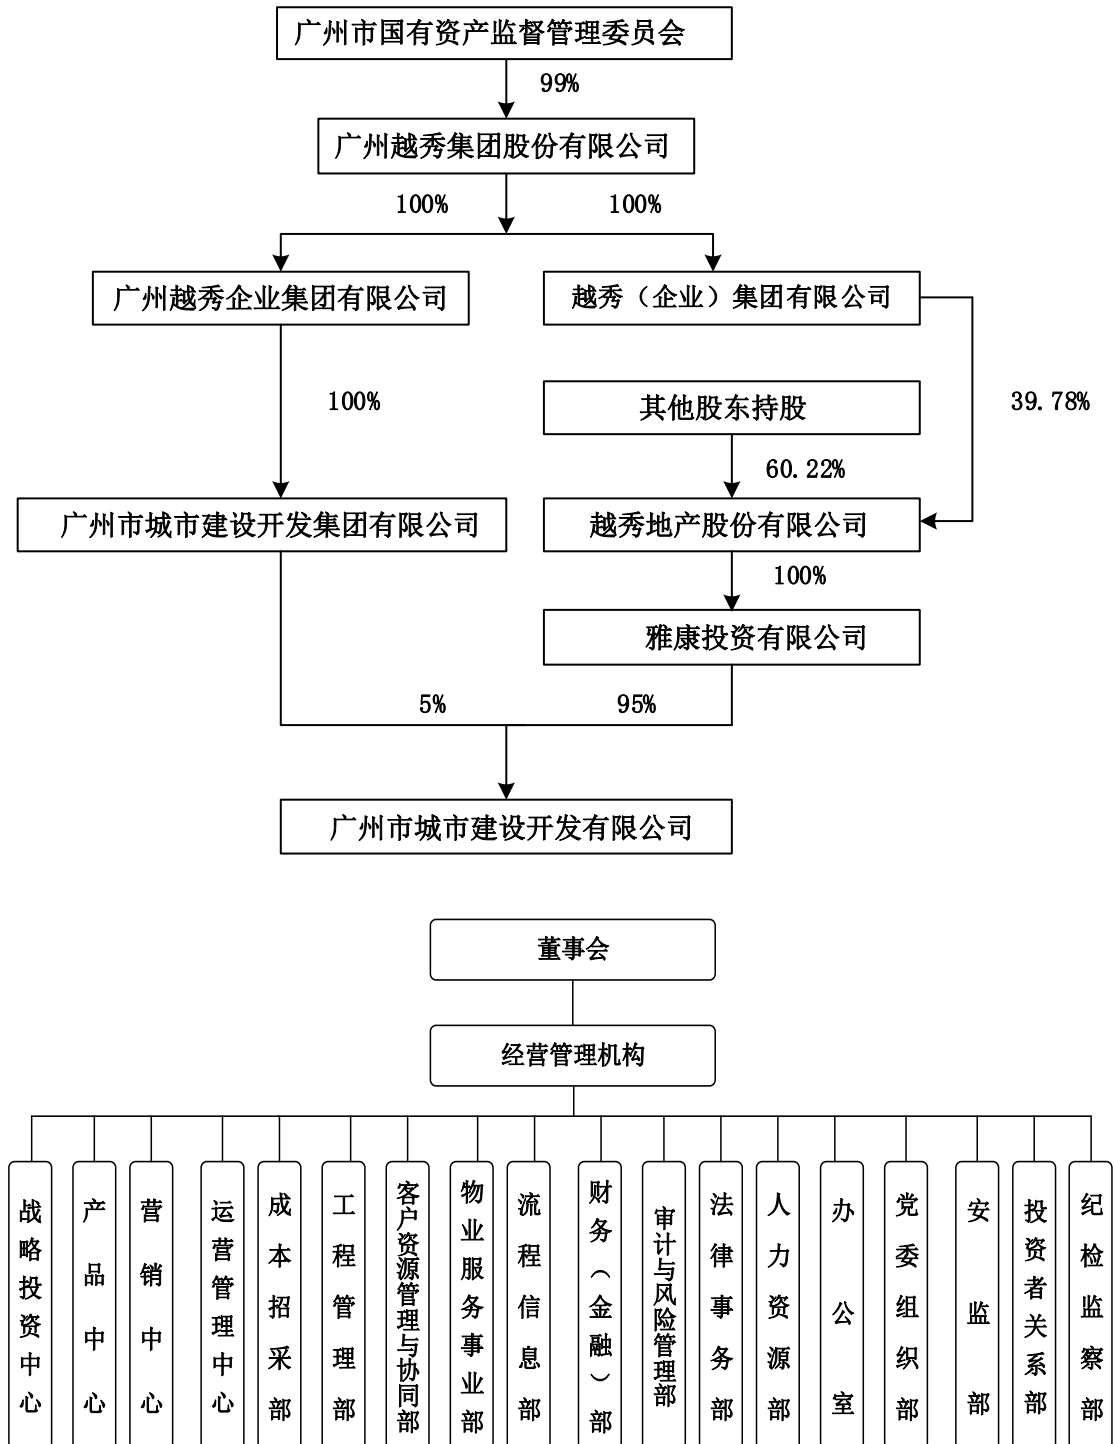 广州市国有资产监督管理委员会
99%
广州越秀集团股份有限公司
100%
100%
广州越秀企业集团有限公司
越秀（企业）集团有限公司
100%
其他股东持股
39.78%
60.22%
广州市城市建设开发集团有限公司
越秀地产股份有限公司
100%
雅康投资有限公司
5%
95%
广州市城市建设开发有限公司
董事会
经营管理机构
战略投资中心
产品中心
营销中心
运营管理中心
成本招采部
工程管理部
客户资源管理与协同部
物业服务事业部
流程信息部
财务（金融）部
审计与风险管理部
法律事务部
人力资源部
办公室
党委组织部
安监部
投资者关系部
纪检监察部